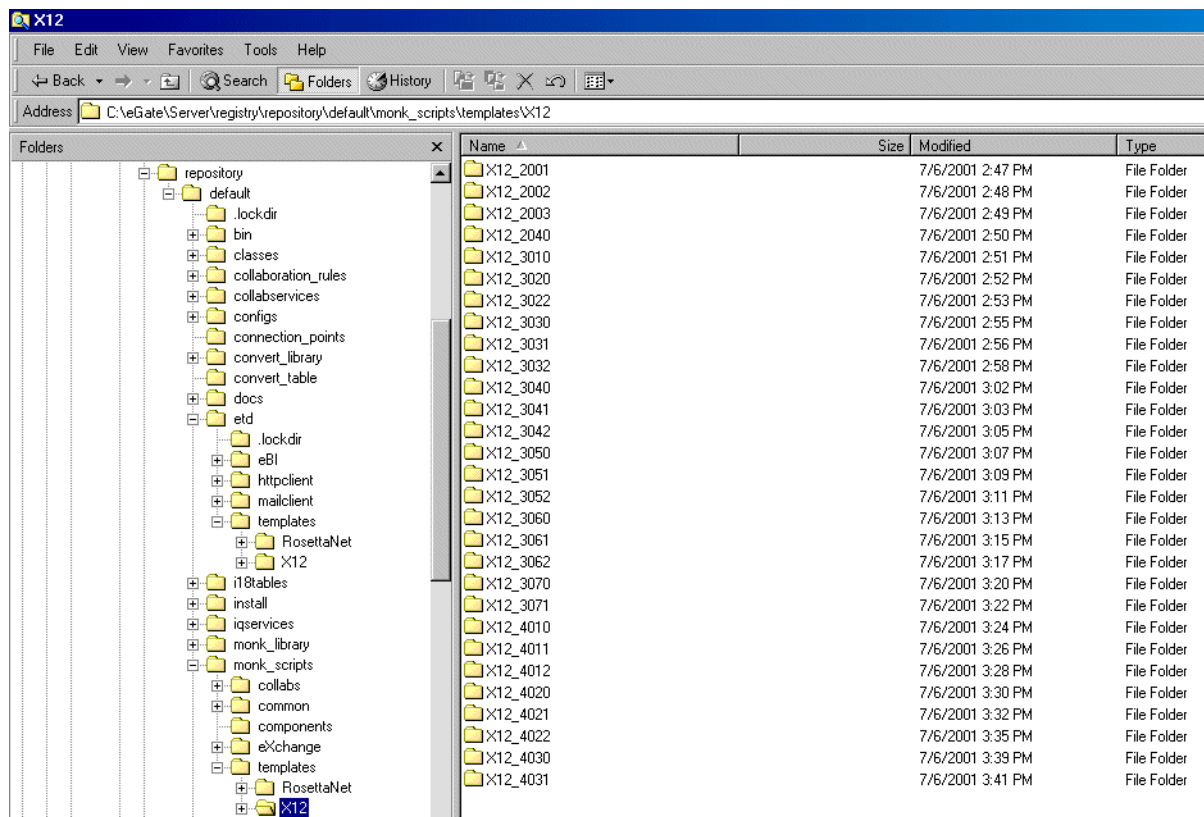 X12
File Edit View Favorites Tools Help
Back Search Folders History
Address C:\eGate\Server\registry\repository\default\monk_scripts\templates\X12
Folders
repository
default
.lockdir
bin
classes
collaboration_rules
collabservices
configs
connection_points
convert_library
convert_table
docs
etd
.lockdir
eBI
httpclient
mailclient
templates
RosettaNet
X12
i18tables
install
iqservices
monk_library
monk_scripts
collabs
common
components
eXchange
templates
RosettaNet
X12
Name Size Modified Type
X12_2001 7/6/2001 2:47 PM File Folder
X12_2002 7/6/2001 2:48 PM File Folder
X12_2003 7/6/2001 2:49 PM File Folder
X12_2040 7/6/2001 2:50 PM File Folder
X12_3010 7/6/2001 2:51 PM File Folder
X12_3020 7/6/2001 2:52 PM File Folder
X12_3022 7/6/2001 2:53 PM File Folder
X12_3030 7/6/2001 2:55 PM File Folder
X12_3031 7/6/2001 2:56 PM File Folder
X12_3032 7/6/2001 2:58 PM File Folder
X12_3040 7/6/2001 3:02 PM File Folder
X12_3041 7/6/2001 3:03 PM File Folder
X12_3042 7/6/2001 3:05 PM File Folder
X12_3050 7/6/2001 3:07 PM File Folder
X12_3051 7/6/2001 3:09 PM File Folder
X12_3052 7/6/2001 3:11 PM File Folder
X12_3060 7/6/2001 3:13 PM File Folder
X12_3061 7/6/2001 3:15 PM File Folder
X12_3062 7/6/2001 3:17 PM File Folder
X12_3070 7/6/2001 3:20 PM File Folder
X12_3071 7/6/2001 3:22 PM File Folder
X12_4010 7/6/2001 3:24 PM File Folder
X12_4011 7/6/2001 3:26 PM File Folder
X12_4012 7/6/2001 3:28 PM File Folder
X12_4020 7/6/2001 3:30 PM File Folder
X12_4021 7/6/2001 3:32 PM File Folder
X12_4022 7/6/2001 3:35 PM File Folder
X12_4030 7/6/2001 3:39 PM File Folder
X12_4031 7/6/2001 3:41 PM File Folder